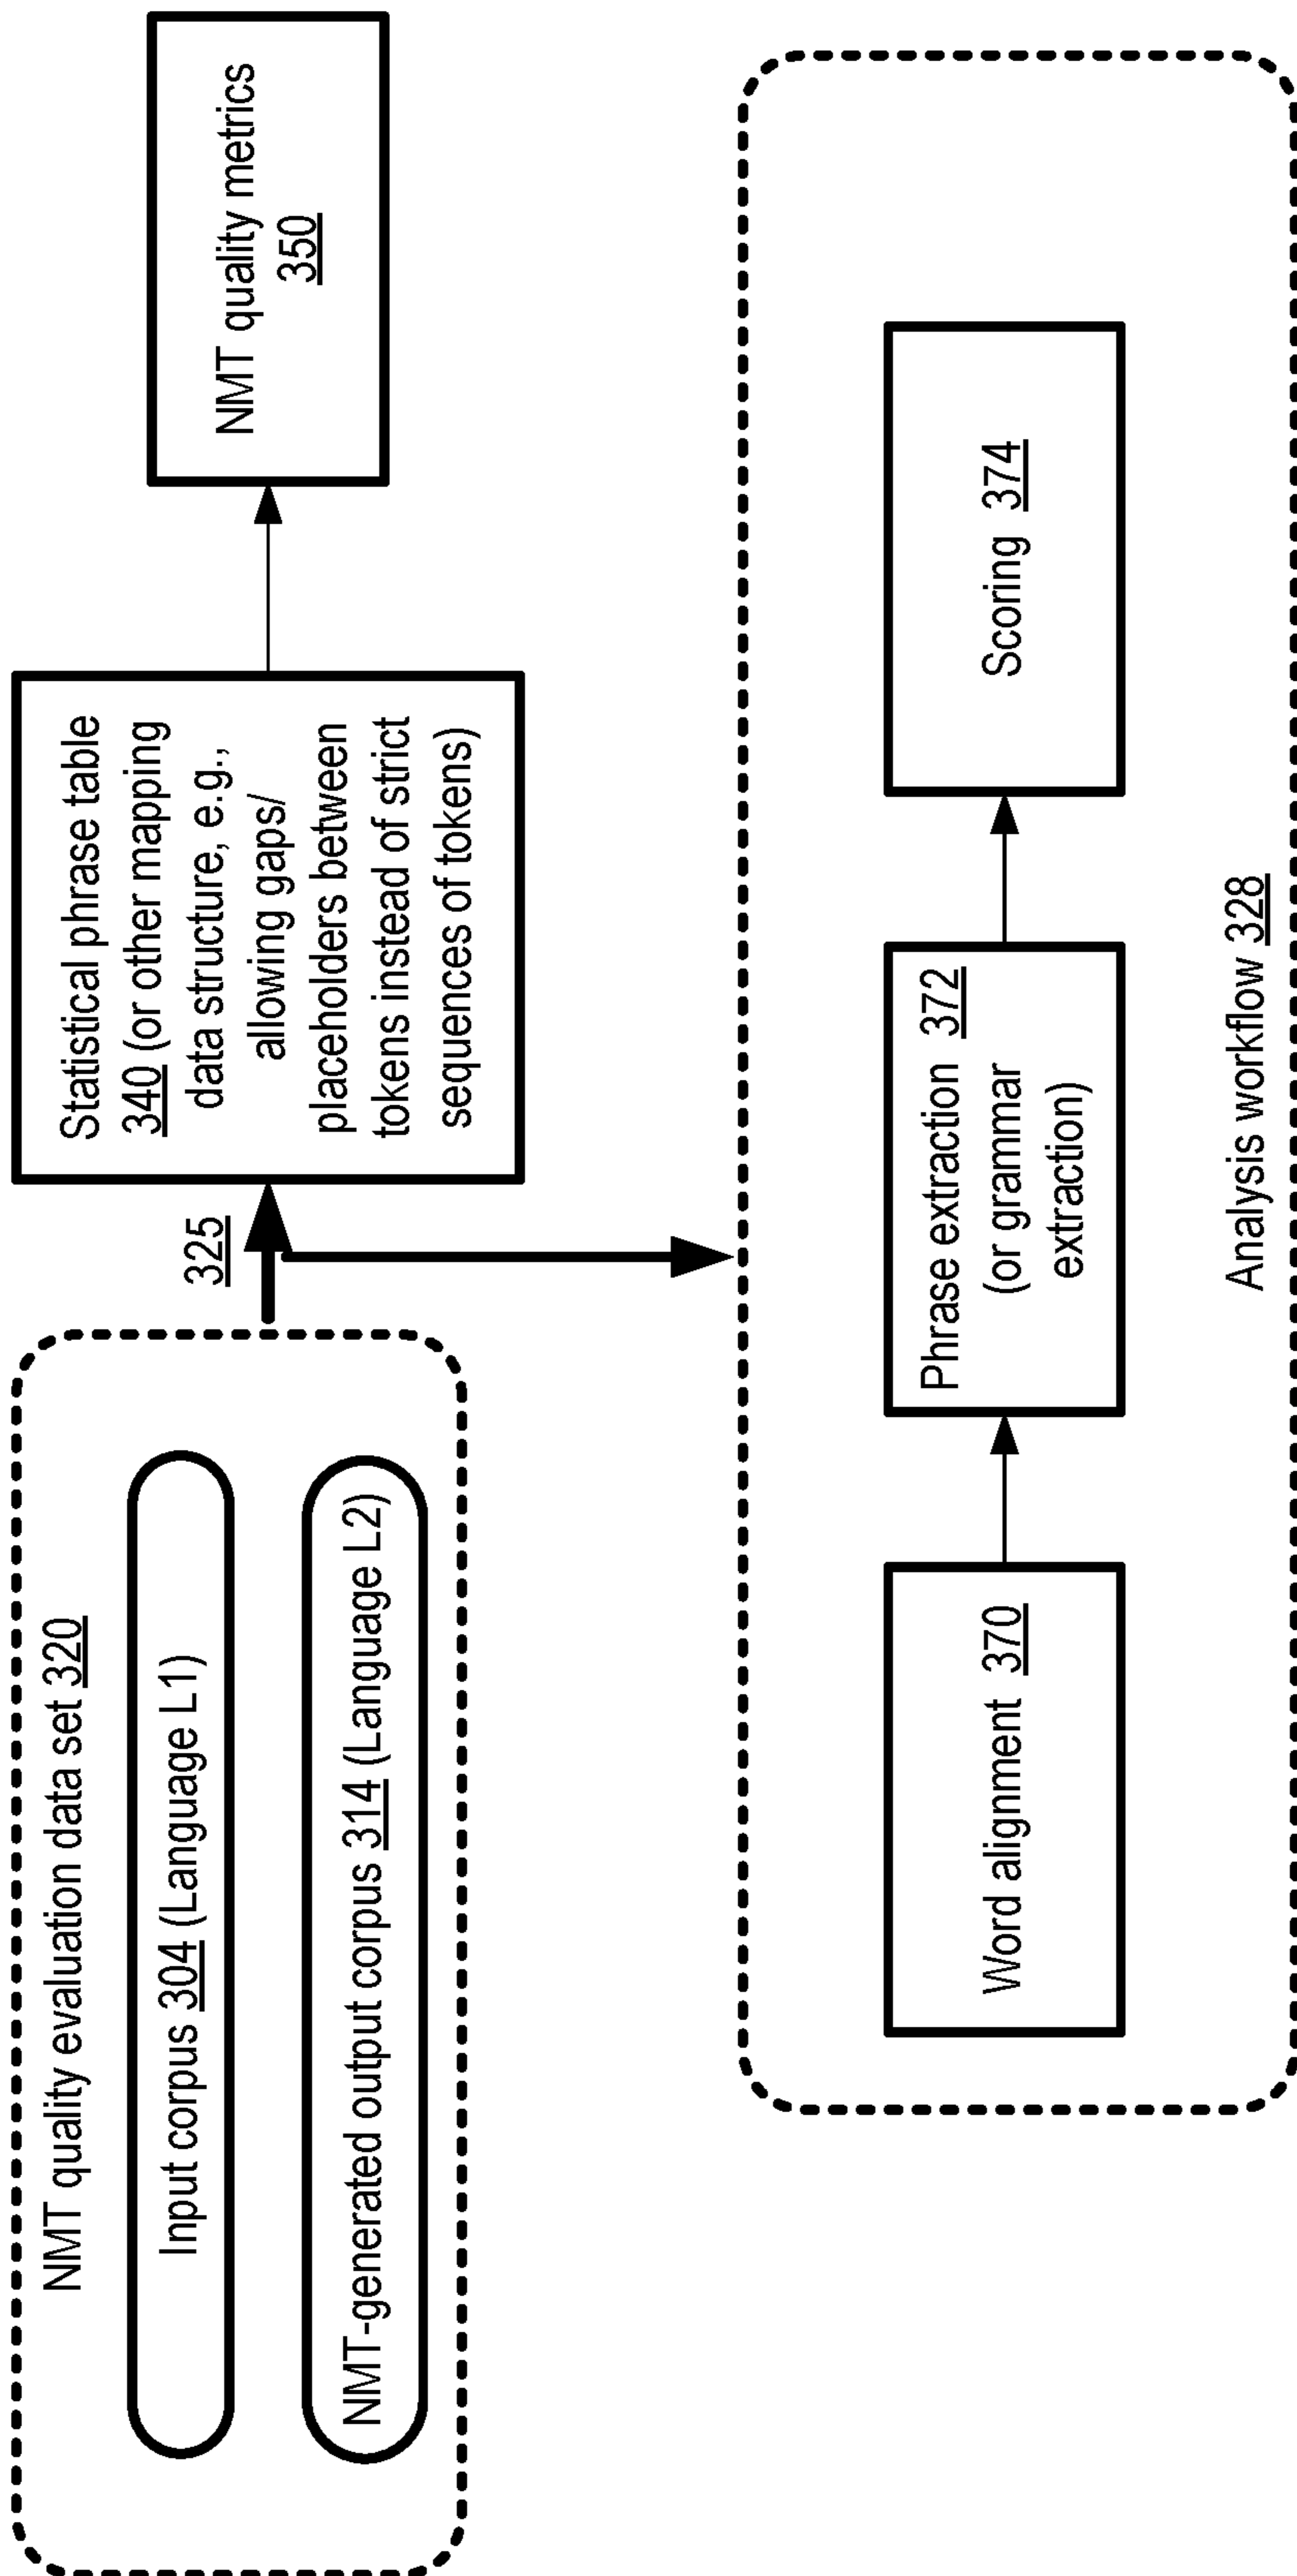 NMT quality evaluation data set 320
Input corpus 304 (Language L1)
NMT-generated output corpus 314 (Language L2)
325
Statistical phrase table
340 (or other mapping
data structure, e.g.,
allowing gaps/
placeholders between
tokens instead of strict
sequences of tokens)
NMT quality metrics
350
Word alignment 370
Phrase extraction 372
(or grammar
extraction)
Scoring 374
Analysis workflow 328